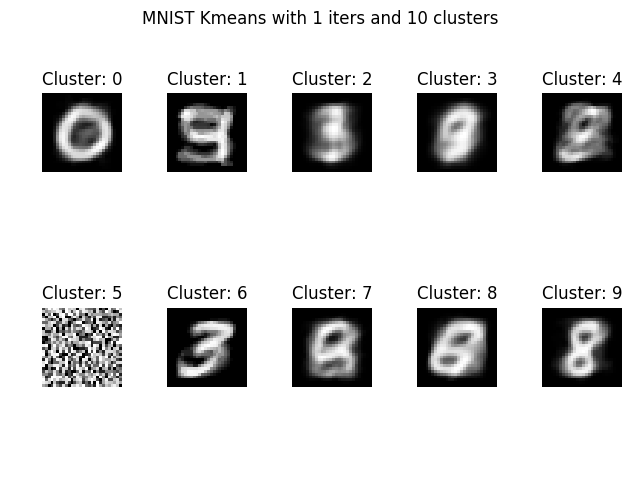 MNIST Kmeans with 1 iters and 10 clusters
Cluster: 0 Cluster: 1 Cluster: 2 Cluster: 3 Cluster: 4
Cluster: 5 Cluster: 6 Cluster: 7 Cluster: 8 Cluster: 9